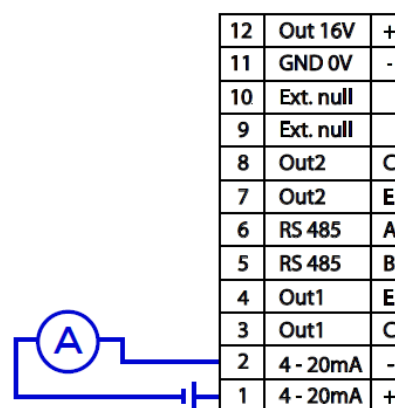 12 Out 16V +
11 GND 0V -
10 Ext. null
9 Ext. null
8 Out2 C
7 Out2 E
6 RS 485 A
5 RS 485 B
4 Out1 E
3 Out1 C
A
2 4 - 20mA -
1 4 - 20mA +